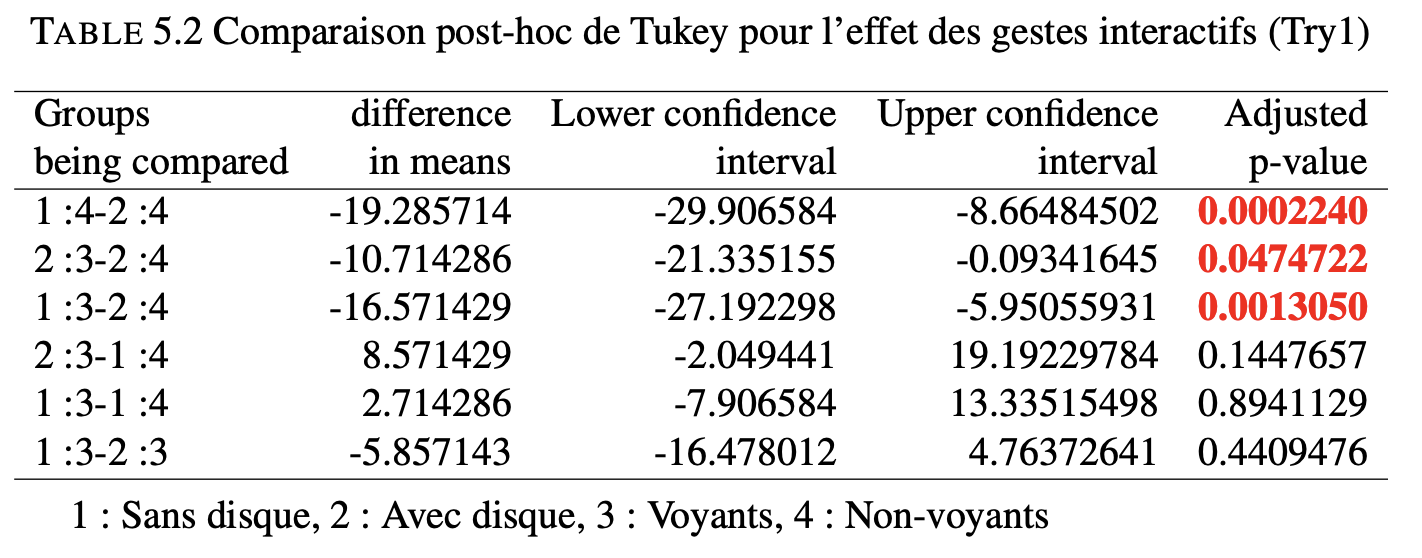 TABLE 5.2 Comparaison post-hoc de Tukey pour l’effet des gestes interactifs (Try1)
Groups difference Lower confidence Upper confidence Adjusted
being compared in means interval interval p-value
1 :4-2 :4 -19.285714 -29.906584 -8.66484502 0.0002240
2 :3-2 :4 -10.714286 -21.335155 -0.09341645 0.0474722
1 :3-2 :4 -16.571429 -27.192298 -5.95055931 0.0013050
2 :3-1 :4 8.571429 -2.049441 19.19229784 0.1447657
1 :3-1 :4 2.714286 -7.906584 13.33515498 0.8941129
1 :3-2 :3 -5.857143 -16.478012 4.76372641 0.4409476
1 : Sans disque, 2 : Avec disque, 3 : Voyants, 4 : Non-voyants